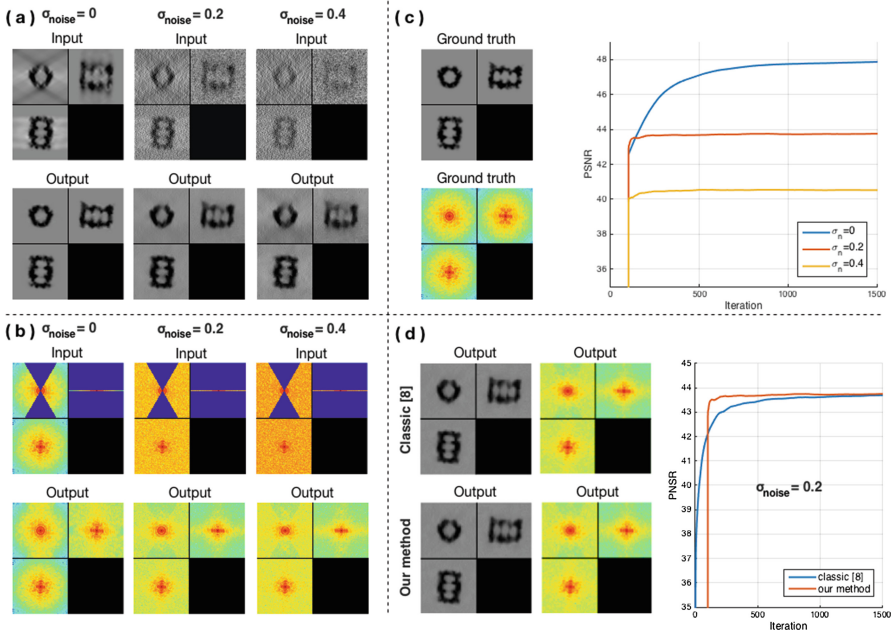 ( a )
σnoise = 0
σnoise = 0.2
σnoise = 0.4
Input
Input
Input
Output
Output
Output
( b )
σnoise = 0
σnoise = 0.2
σnoise = 0.4
Input
Input
Input
Output
Output
Output
( c )
Ground truth
Ground truth
PSNR
48
46
44
42
40
38
36
0
500
1000
1500
Iteration
σn=0
σn=0.2
σn=0.4
( d )
Output
Output
Classic [8]
Output
Output
Our method
PNSR
45
44
43
42
41
40
39
38
37
36
35
0
500
1000
1500
Iteration
σnoise = 0.2
classic [8]
our method